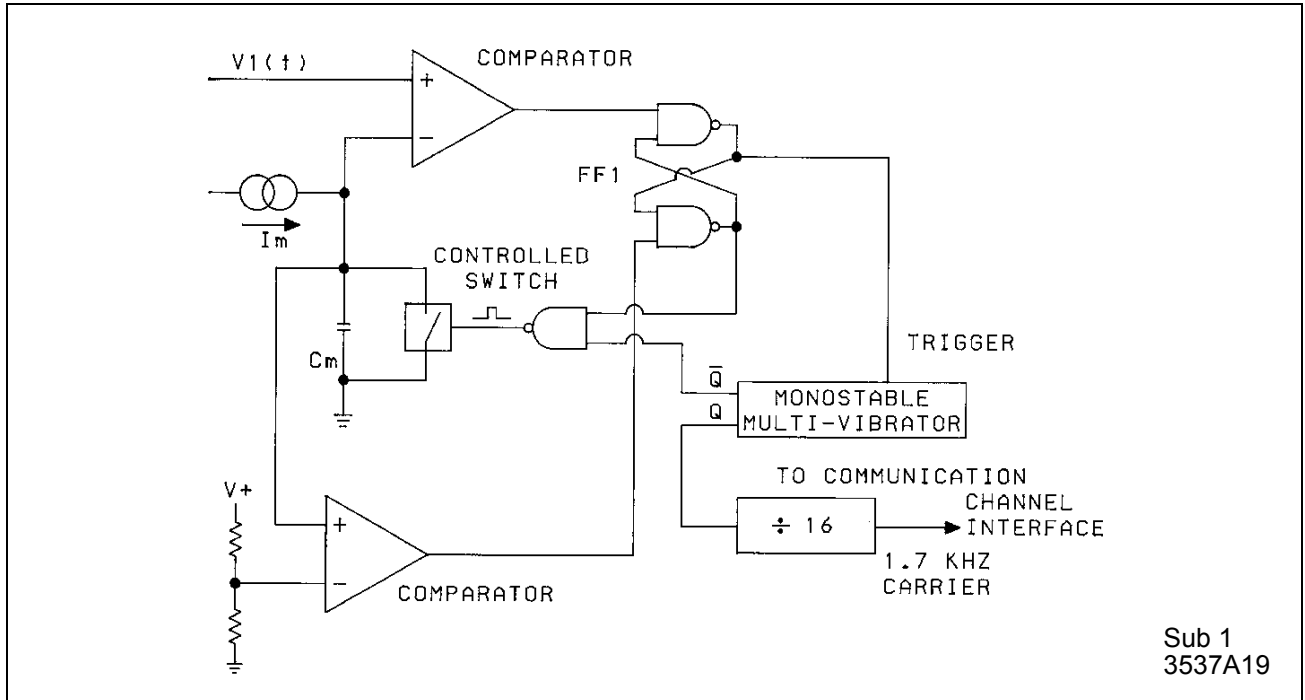 V1(t)
COMPARATOR
+
−
FF1
Im
CONTROLLED
SWITCH
Cm
TRIGGER
Q̅
Q
MONOSTABLE
MULTI-VIBRATOR
TO COMMUNICATION
CHANNEL
INTERFACE
÷ 16
1.7 KHZ
CARRIER
V+
+
−
COMPARATOR
Sub 1
3537A19